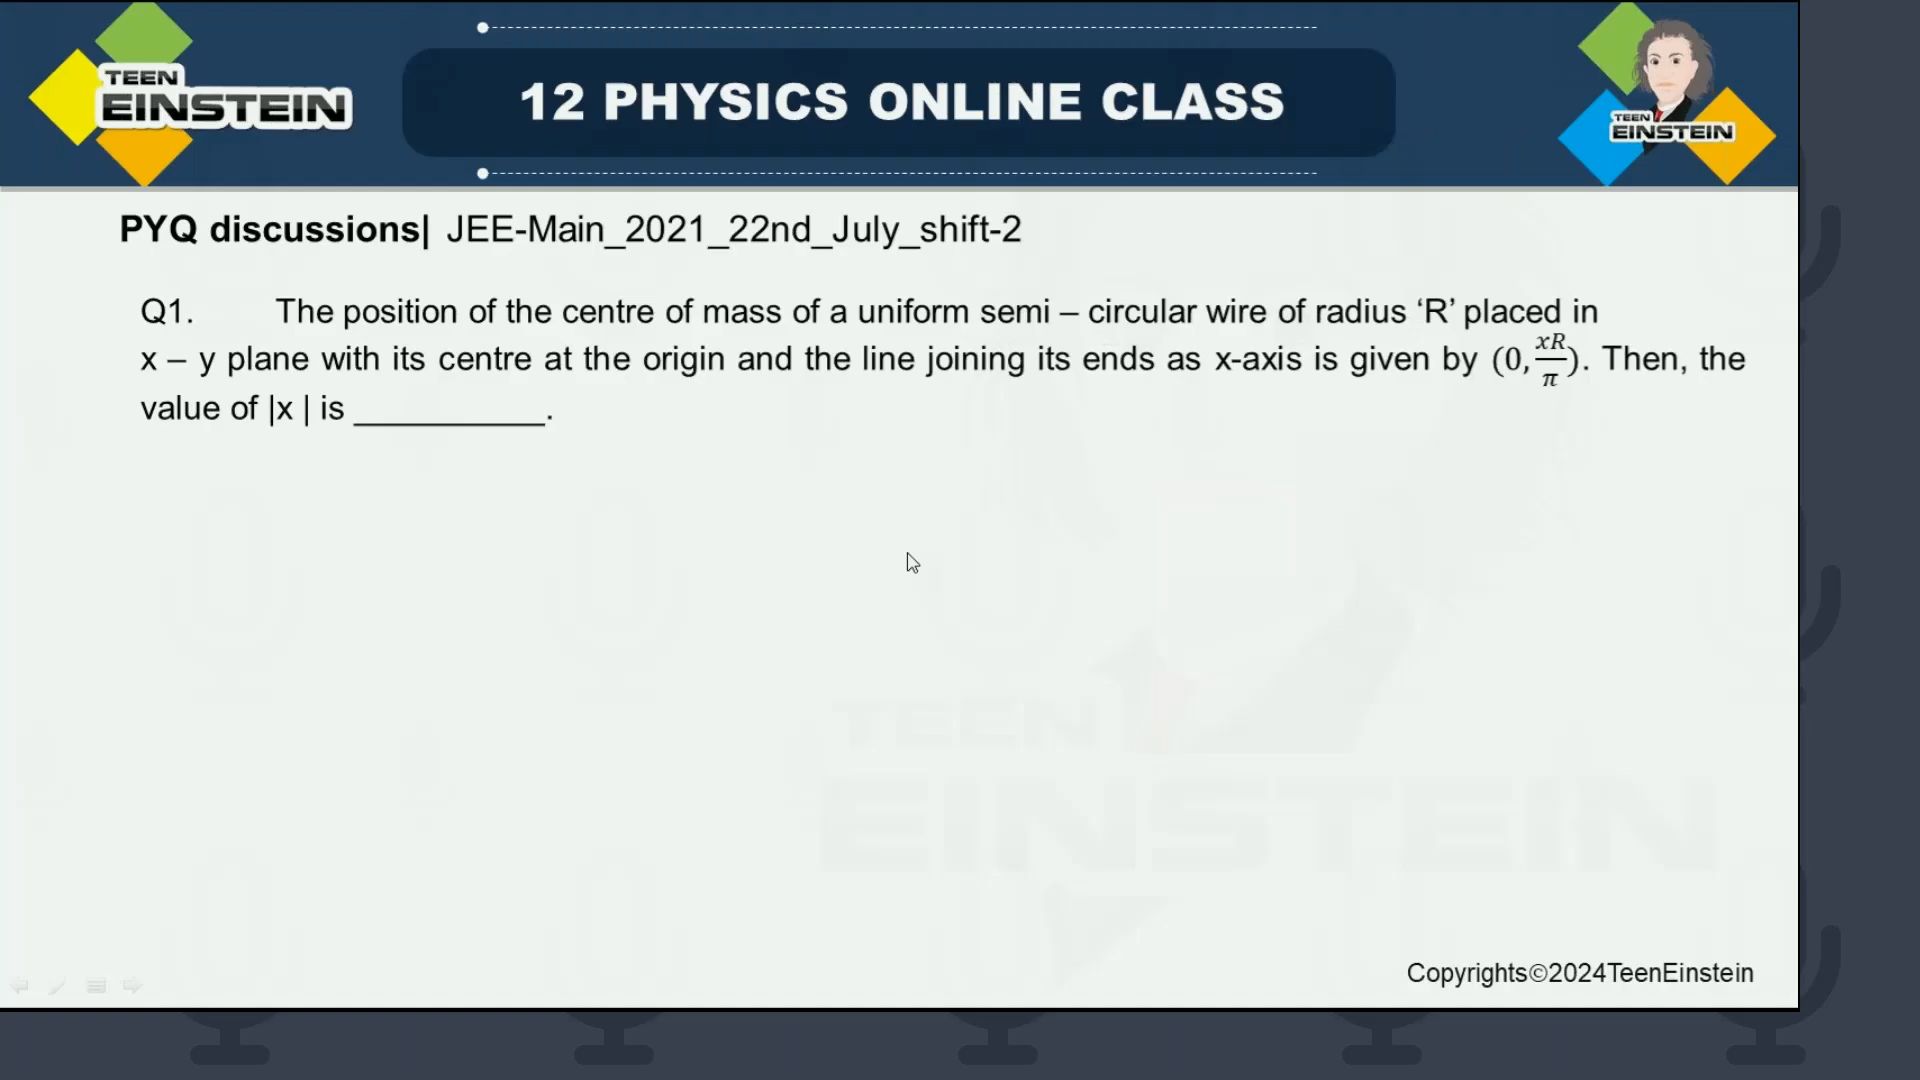 TEEN
EINSTEIN
12 PHYSICS ONLINE CLASS
TEEN
EINSTEIN
PYQ discussions| JEE-Main_2021_22nd_July_shift-2
Q1. The position of the centre of mass of a uniform semi – circular wire of radius ‘R’ placed in
x – y plane with its centre at the origin and the line joining its ends as x-axis is given by (0, xR/π). Then, the
value of |x | is ___________.
TEEN
EINSTEIN
Copyrights©2024TeenEinstein